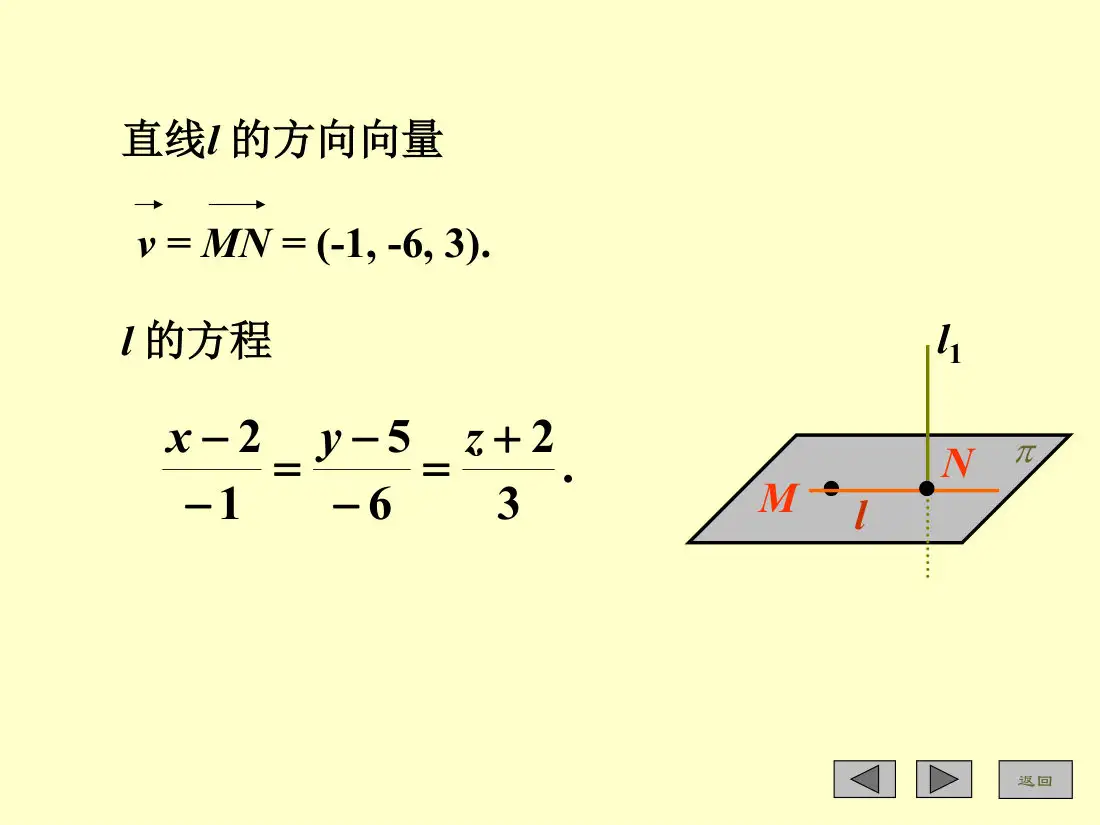 直线l 的方向向量
v = MN = (-1, -6, 3).
l 的方程
x − 2 / − 1 = y − 5 / − 6 = z + 2 / 3 .
l1
π
N
M
l
返回